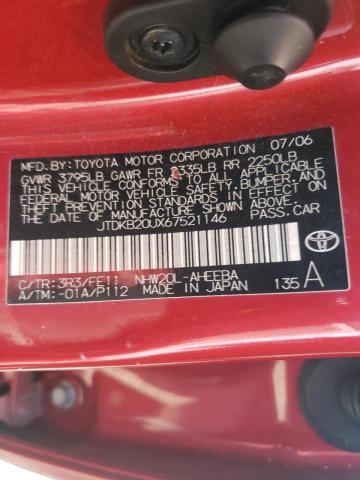 MFD.BY:TOYOTA MOTOR CORPORATION 07/06
GVWR 3795LB GAWR FR 2335LB RR 2250LB
THIS VEHICLE CONFORMS TO ALL APPLICABLE
FEDERAL MOTOR VEHICLE SAFETY,BUMPER, AND
THEFT PREVENTION STANDARDS IN EFFECT ON
THE DATE OF MANUFACTURE SHOWN ABOVE.
JTDKB20UX67521146 PASS.CAR
TOYOTA
C/TR: 3R3/FE11 NHW20L-AHEEBA
A/TM:-01A/P112 MADE IN JAPAN 135 A